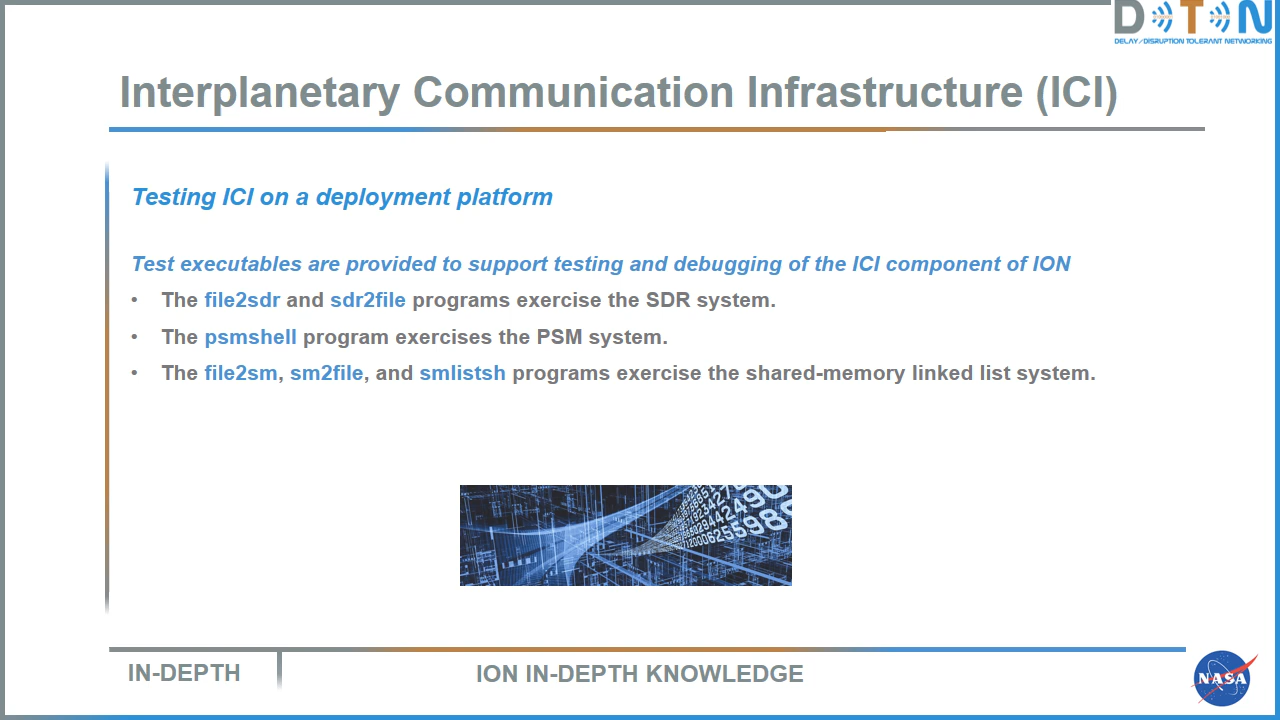 DTN
DELAY/DISRUPTION TOLERANT NETWORKING
Interplanetary Communication Infrastructure (ICI)
Testing ICI on a deployment platform
Test executables are provided to support testing and debugging of the ICI component of ION
• The file2sdr and sdr2file programs exercise the SDR system.
• The psmshell program exercises the PSM system.
• The file2sm, sm2file, and smlistsh programs exercise the shared-memory linked list system.
IN-DEPTH
ION IN-DEPTH KNOWLEDGE
NASA